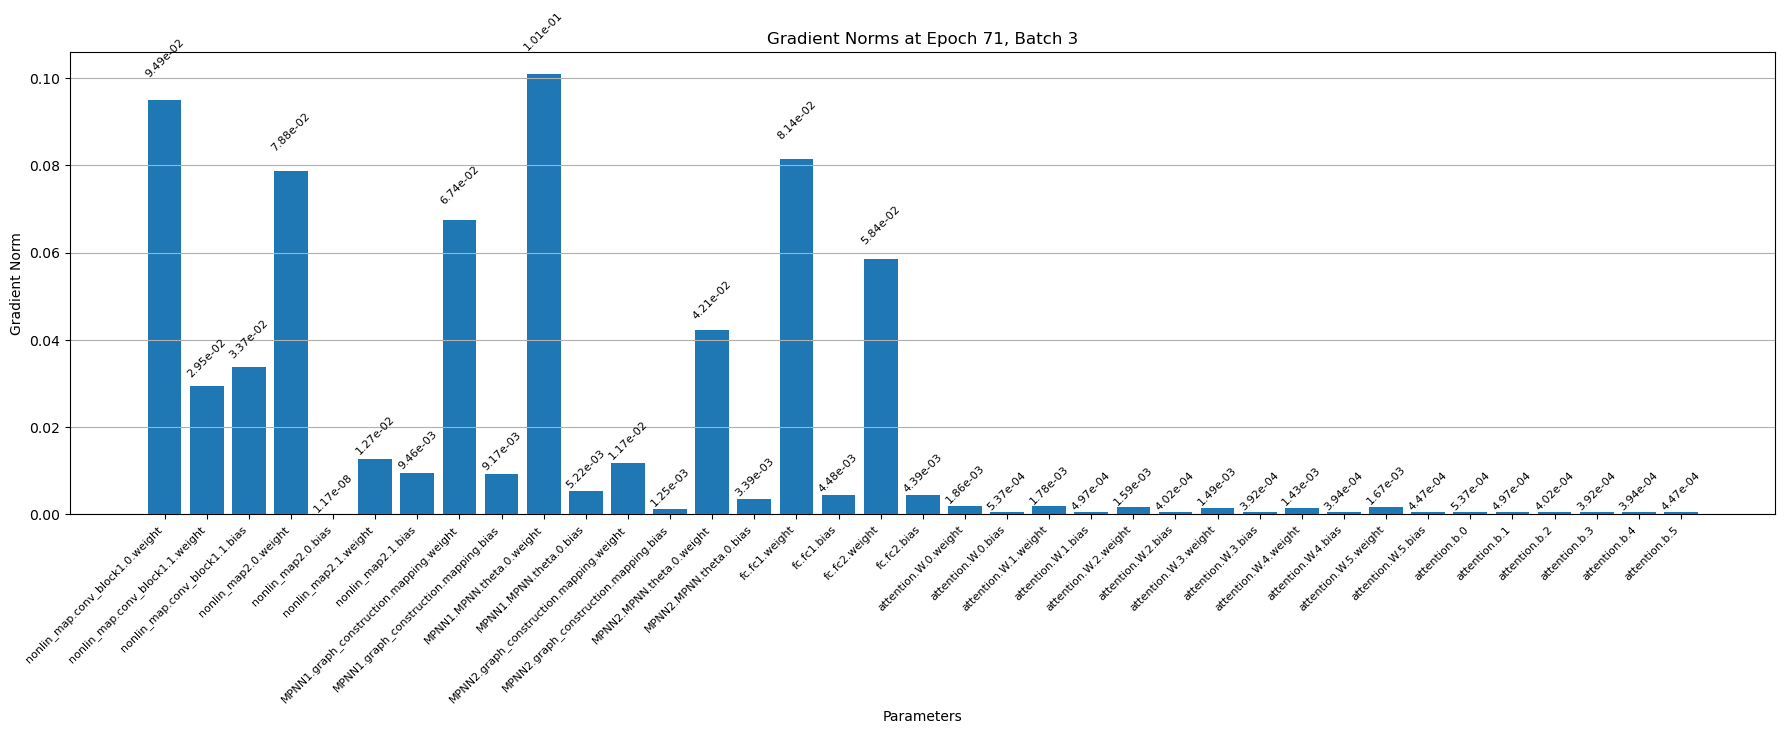 Gradient Norms at Epoch 71, Batch 3
Gradient Norm
0.10
0.08
0.06
0.04
0.02
0.00
9.49e-02
2.95e-02
3.37e-02
7.88e-02
1.17e-08
1.27e-02
9.46e-03
6.74e-02
9.17e-03
1.01e-01
5.22e-03
1.17e-02
1.25e-03
4.21e-02
3.39e-03
8.14e-02
4.48e-03
5.84e-02
4.39e-03
1.86e-03
5.37e-04
1.78e-03
4.97e-04
1.59e-03
4.02e-04
1.49e-03
3.92e-04
1.43e-03
3.94e-04
1.67e-03
4.47e-04
5.37e-04
4.97e-04
4.02e-04
3.92e-04
3.94e-04
4.47e-04
nonlin_map.conv_block1.0.weight
nonlin_map.conv_block1.1.weight
nonlin_map.conv_block1.1.bias
nonlin_map2.0.weight
nonlin_map2.0.bias
nonlin_map2.1.weight
nonlin_map2.1.bias
MPNN1.graph_construction.mapping.weight
MPNN1.graph_construction.mapping.bias
MPNN1.MPNN.theta.0.weight
MPNN1.MPNN.theta.0.bias
MPNN2.graph_construction.mapping.weight
MPNN2.graph_construction.mapping.bias
MPNN2.MPNN.theta.0.weight
MPNN2.MPNN.theta.0.bias
fc.fc1.weight
fc.fc1.bias
fc.fc2.weight
fc.fc2.bias
attention.W.0.weight
attention.W.0.bias
attention.W.1.weight
attention.W.1.bias
attention.W.2.weight
attention.W.2.bias
attention.W.3.weight
attention.W.3.bias
attention.W.4.weight
attention.W.4.bias
attention.W.5.weight
attention.W.5.bias
attention.b.0
attention.b.1
attention.b.2
attention.b.3
attention.b.4
attention.b.5
Parameters